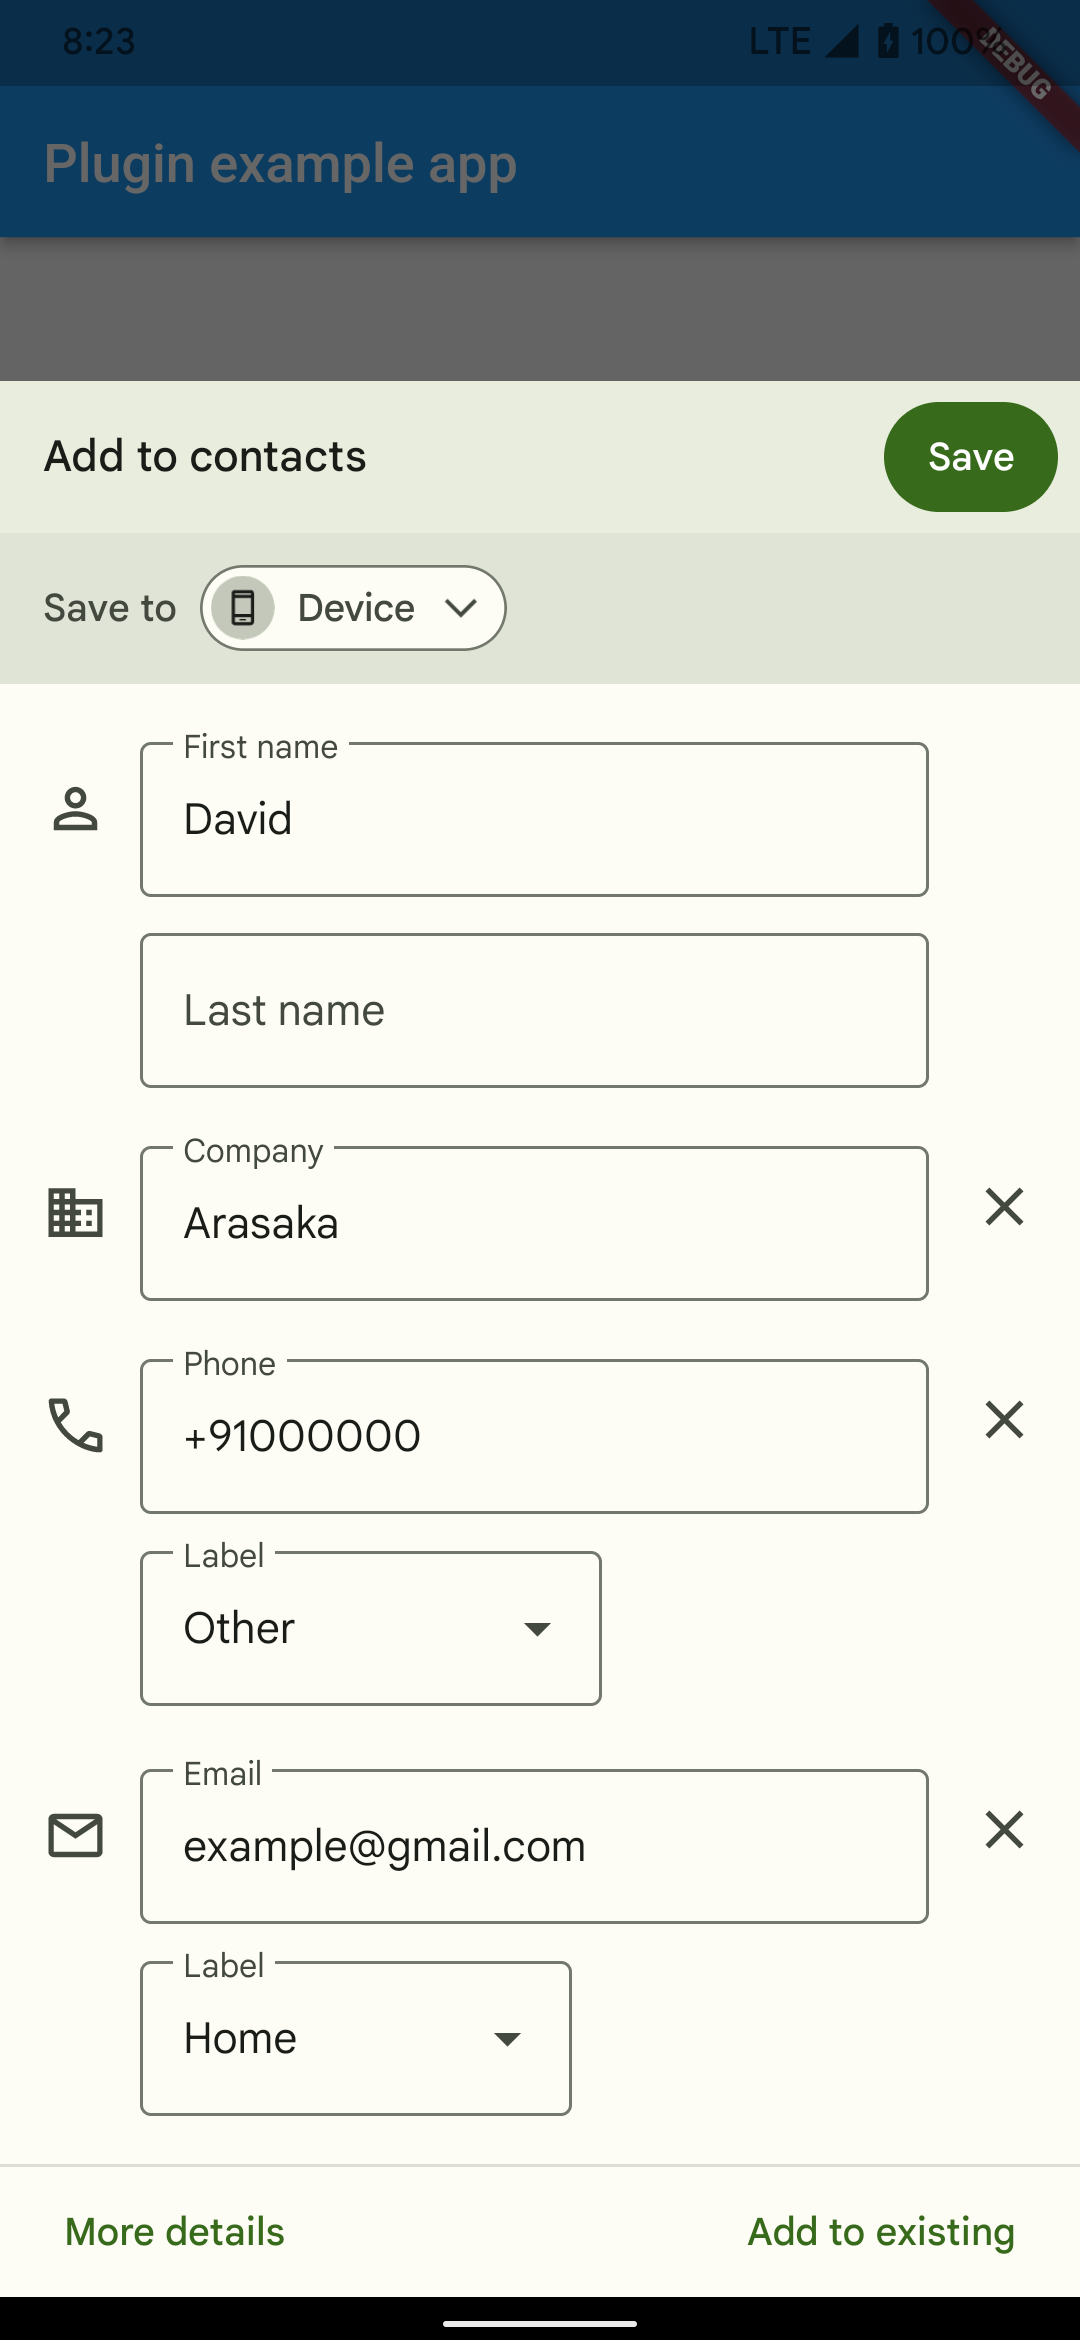 8:23 LTE 100%
DEBUG
Plugin example app
Add to contacts Save
Save to Device
First name
David
Last name
Company
Arasaka
Phone
+91000000
Label
Other
Email
example@gmail.com
Label
Home
More details Add to existing